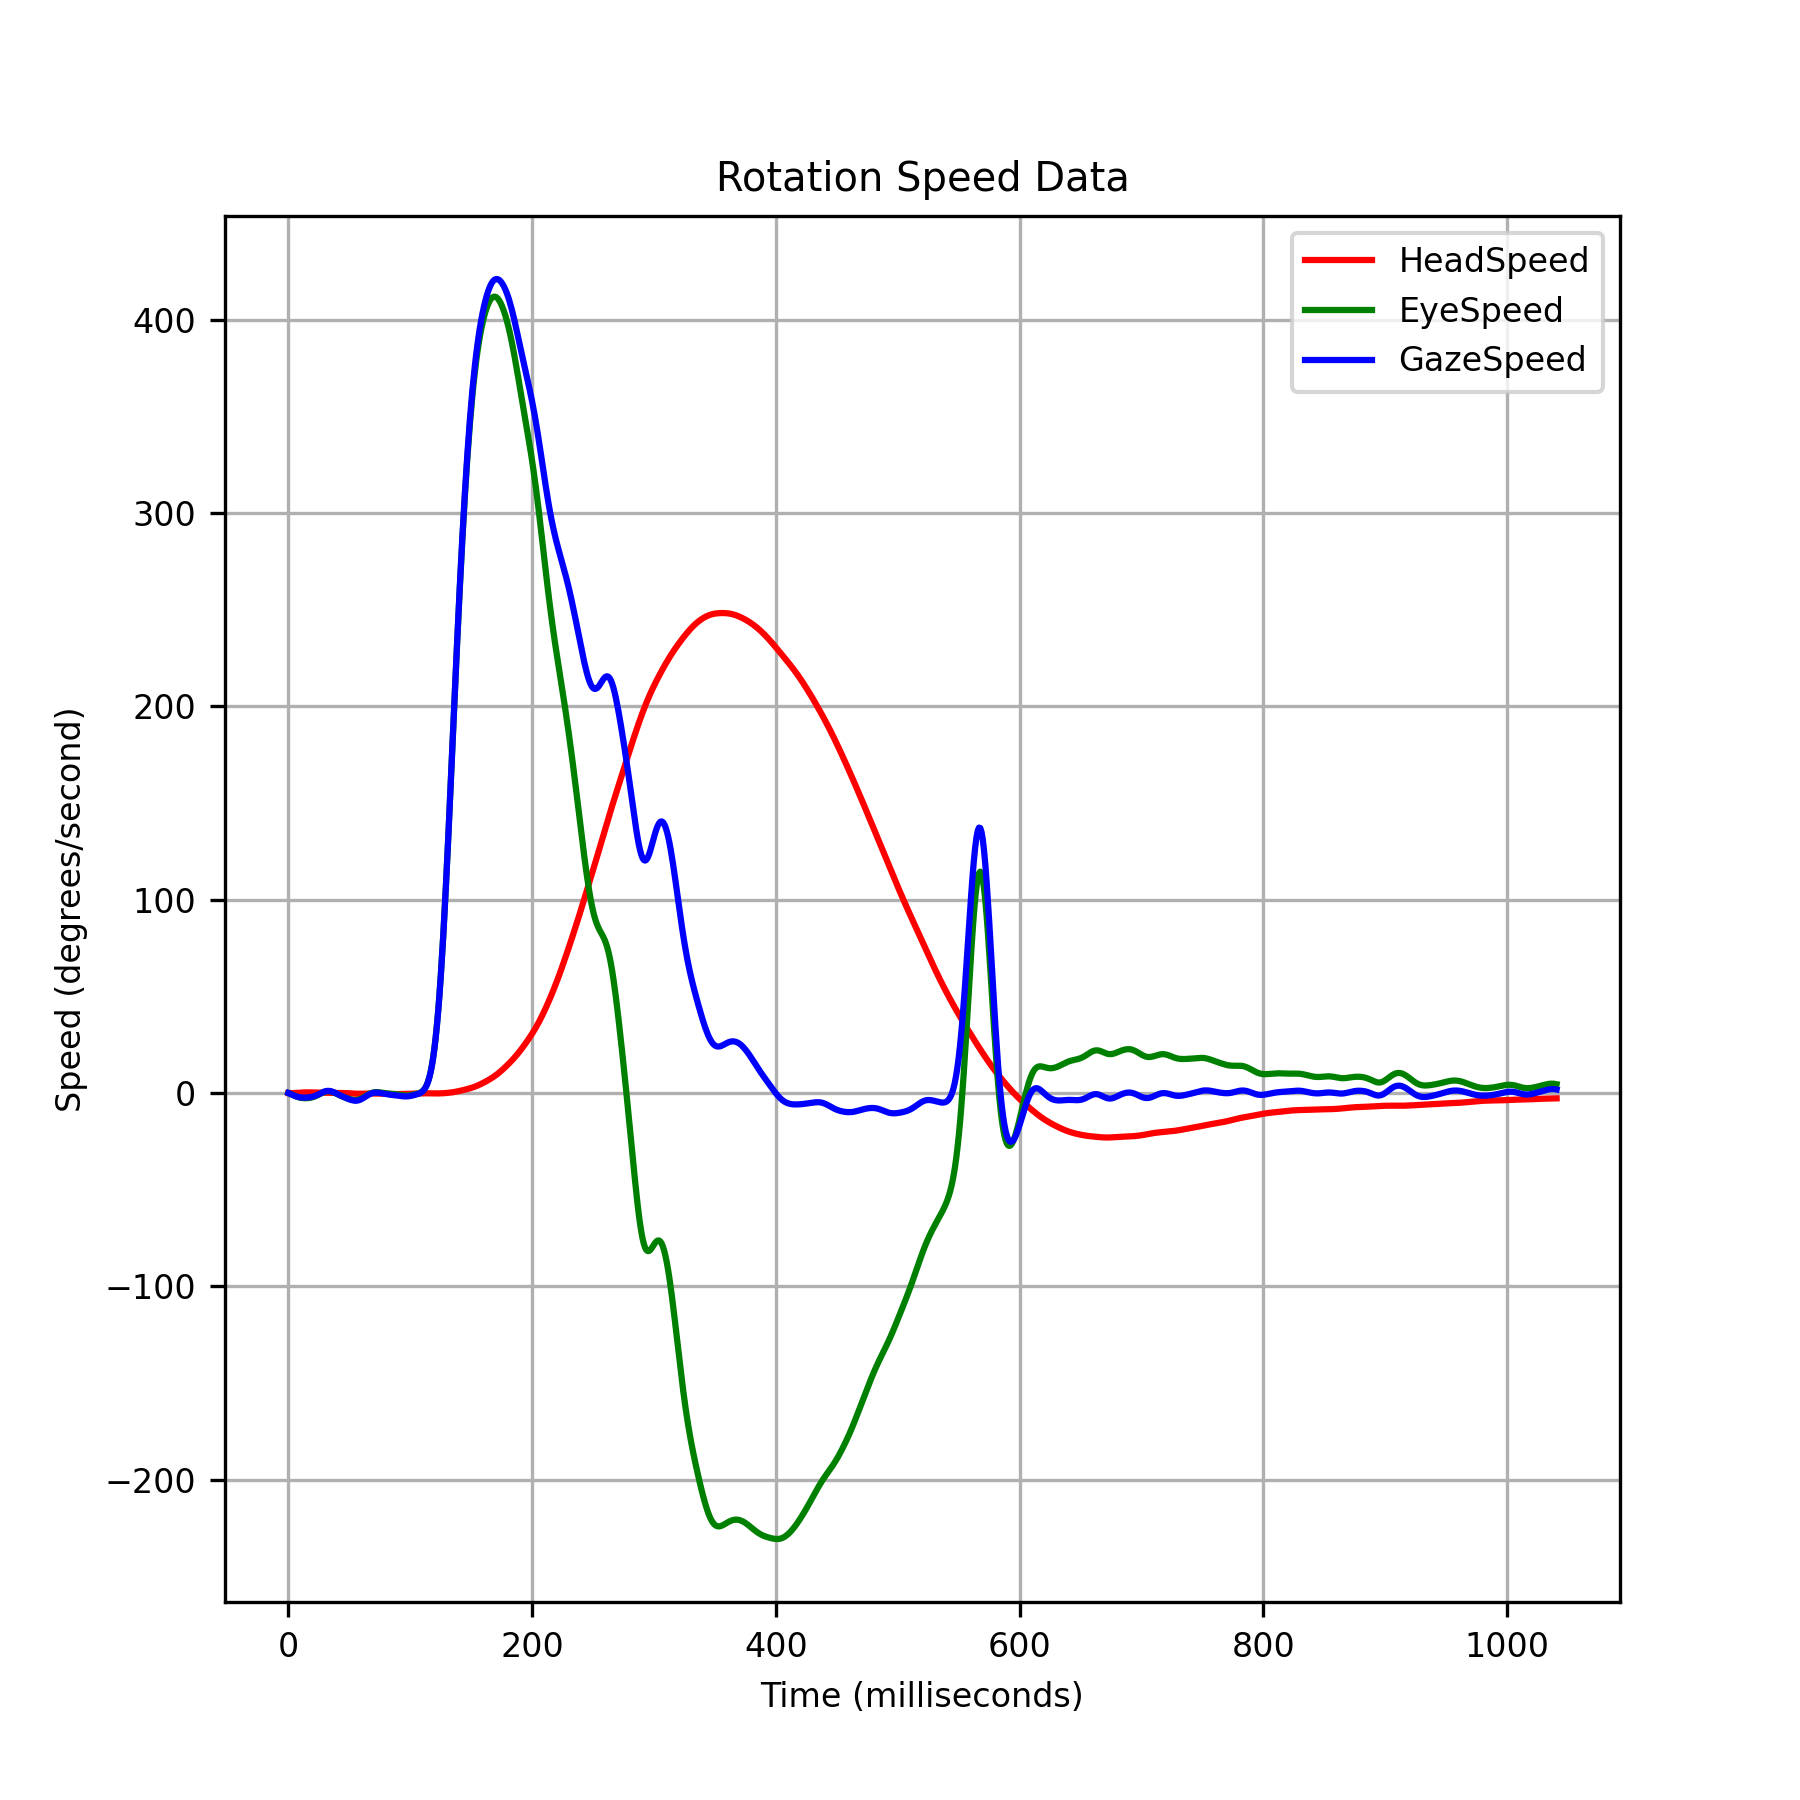 Rotation Speed Data
HeadSpeed
EyeSpeed
GazeSpeed
400
300
200
100
0
−100
−200
Speed (degrees/second)
0 200 400 600 800 1000
Time (milliseconds)